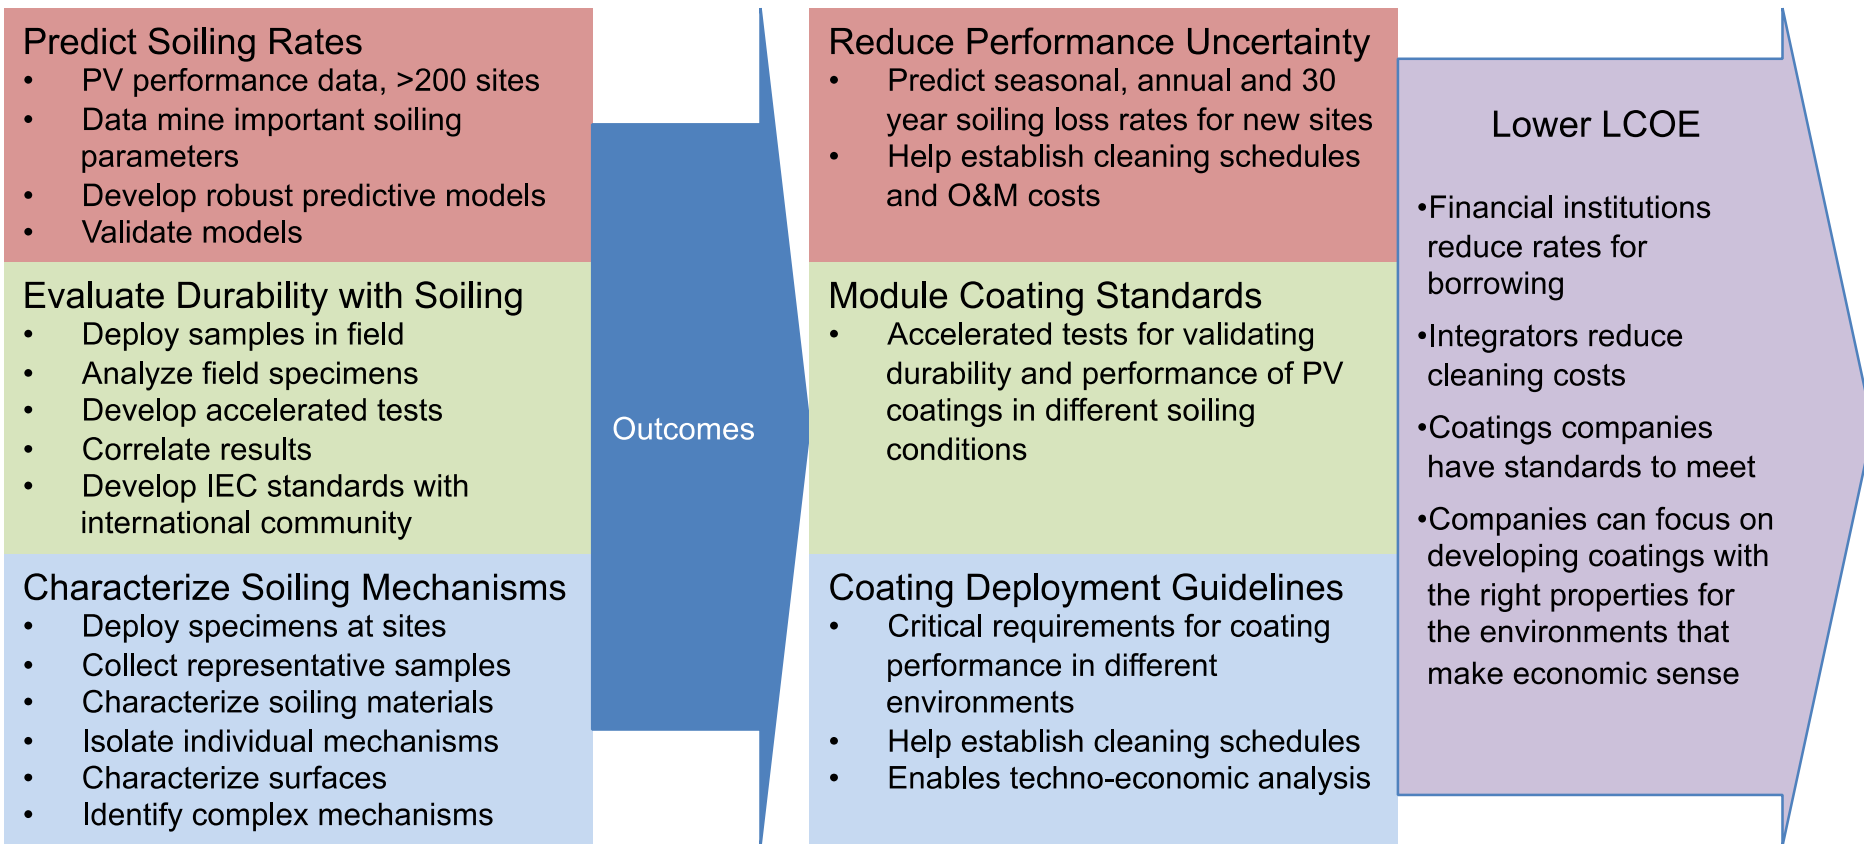 Predict Soiling Rates
• PV performance data, >200 sites
• Data mine important soiling
parameters
• Develop robust predictive models
• Validate models
Evaluate Durability with Soiling
• Deploy samples in field
• Analyze field specimens
• Develop accelerated tests
• Correlate results
• Develop IEC standards with
international community
Characterize Soiling Mechanisms
• Deploy specimens at sites
• Collect representative samples
• Characterize soiling materials
• Isolate individual mechanisms
• Characterize surfaces
• Identify complex mechanisms
Outcomes
Reduce Performance Uncertainty
• Predict seasonal, annual and 30
year soiling loss rates for new sites
• Help establish cleaning schedules
and O&M costs
Module Coating Standards
• Accelerated tests for validating
durability and performance of PV
coatings in different soiling
conditions
Coating Deployment Guidelines
• Critical requirements for coating
performance in different
environments
• Help establish cleaning schedules
• Enables techno-economic analysis
Lower LCOE
•Financial institutions
reduce rates for
borrowing
•Integrators reduce
cleaning costs
•Coatings companies
have standards to meet
•Companies can focus on
developing coatings with
the right properties for
the environments that
make economic sense